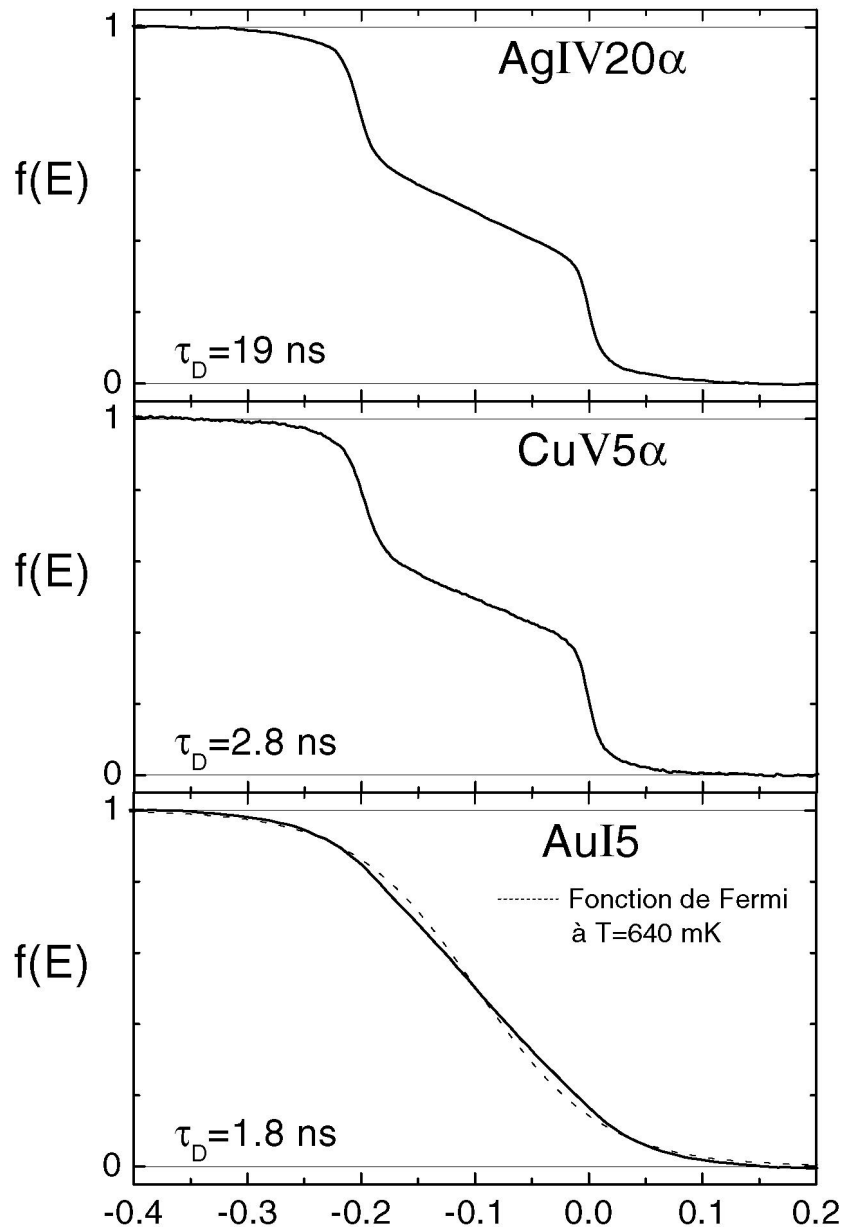 1
AgIV20α
f(E)
τD=19 ns
0
1
CuV5α
f(E)
τD=2.8 ns
0
1
AuI5
Fonction de Fermi
à T=640 mK
f(E)
τD=1.8 ns
0
-0.4 -0.3 -0.2 -0.1 0.0 0.1 0.2